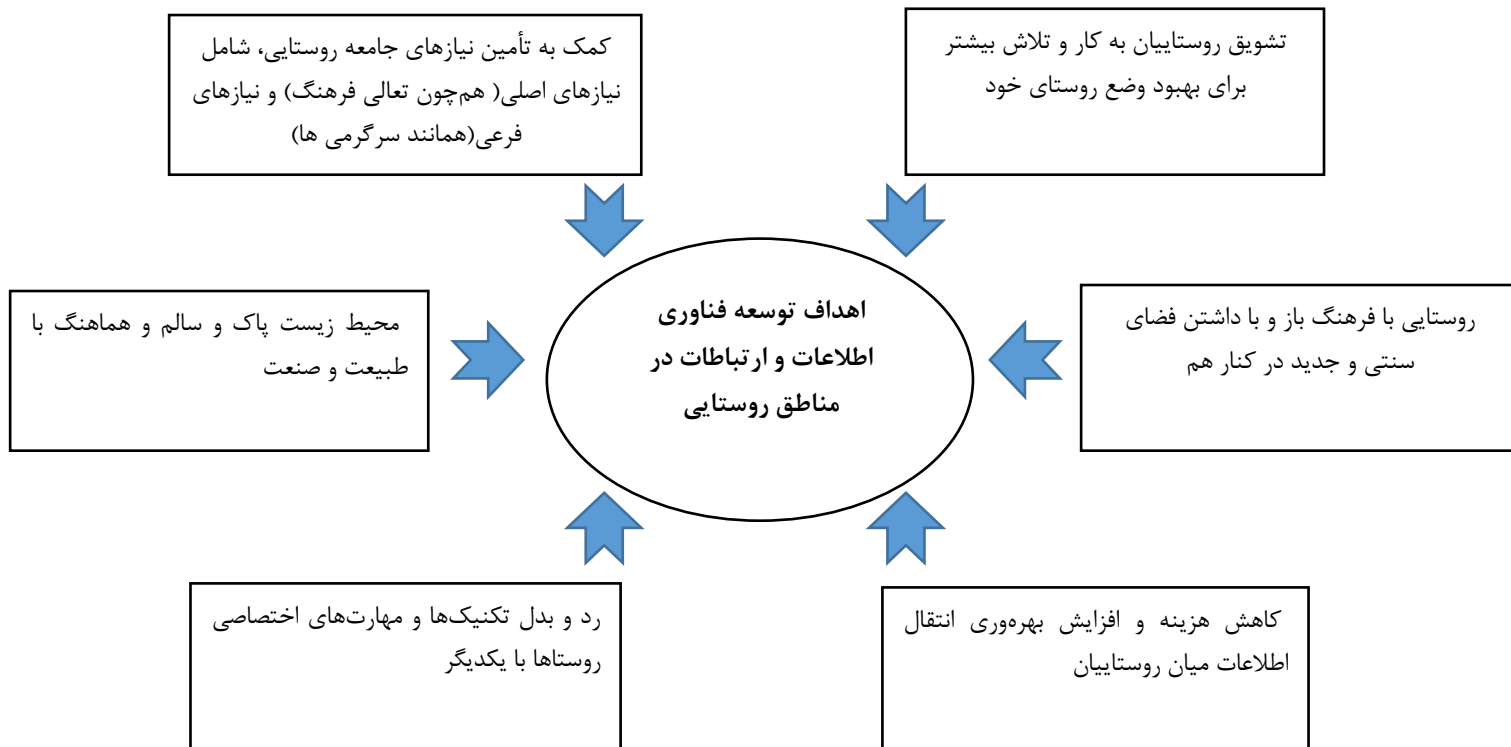 تشویق روستاییان به کار و تلاش بیشتر
برای بهبود وضع روستای خود
کمک به تأمین نیازهای جامعه روستایی، شامل
نیازهای اصلی( هم‌چون تعالی فرهنگ) و نیازهای
فرعی(همانند سرگرمی ها)
روستایی با فرهنگ باز و با داشتن فضای
سنتی و جدید در کنار هم
اهداف توسعه فناوری
اطلاعات و ارتباطات در
مناطق روستایی
محیط زیست پاک و سالم و هماهنگ با
طبیعت و صنعت
کاهش هزینه و افزایش بهره‌وری انتقال
اطلاعات میان روستاییان
رد و بدل تکنیک‌ها و مهارت‌های اختصاصی
روستاها با یکدیگر